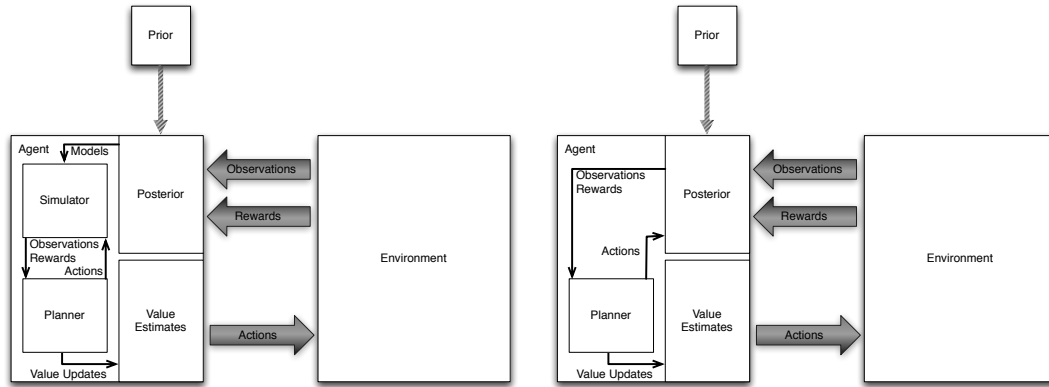 Prior
Agent
Models
Simulator
Posterior
Observations
Rewards
Actions
Planner
Value
Estimates
Value Updates
Observations
Rewards
Actions
Environment
Prior
Agent
Observations
Rewards
Posterior
Actions
Planner
Value
Estimates
Value Updates
Observations
Rewards
Actions
Environment